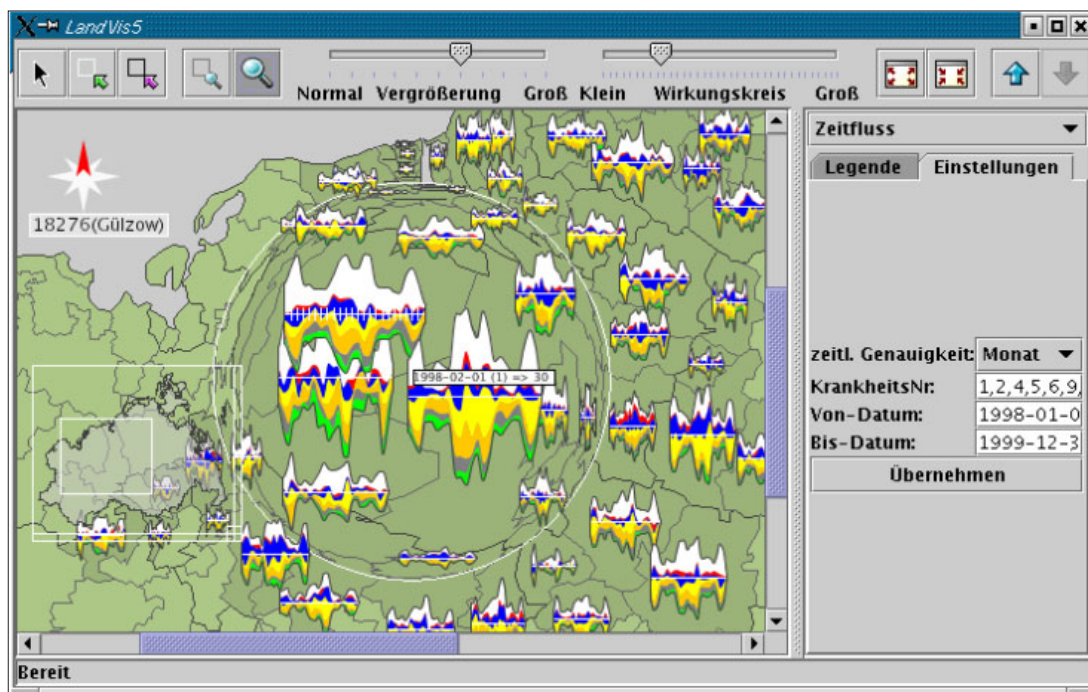 LandVis5
Normal Vergrößerung Groß Klein Wirkungskreis Groß
Zeitfluss
Legende Einstellungen
18276(Gülzow)
zeitl. Genauigkeit: Monat
1998-02-01 (1) => 30
KrankheitsNr: 1,2,4,5,6,9,
Von-Datum: 1998-01-0
Bis-Datum: 1999-12-3
Übernehmen
Bereit